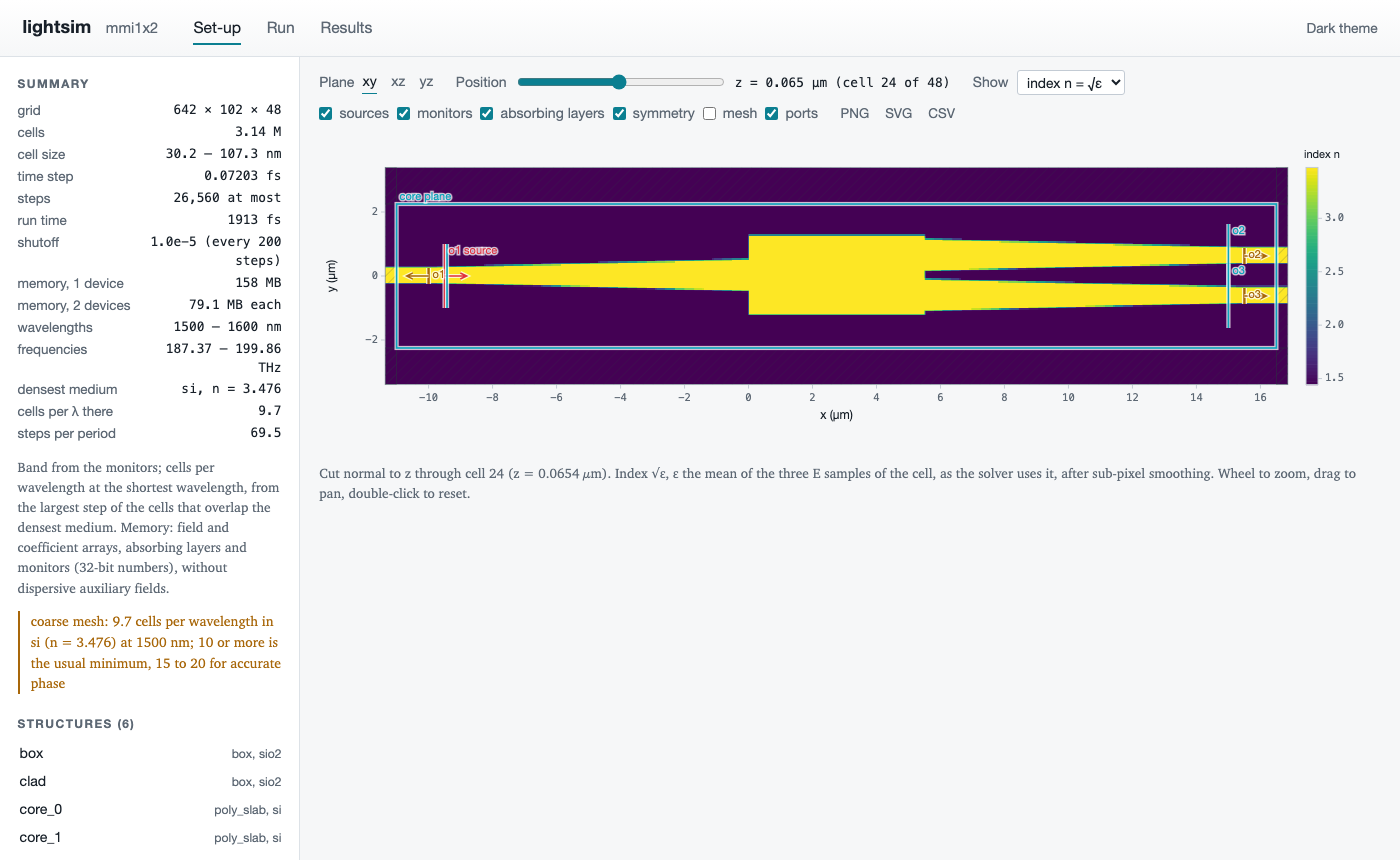 lightsim mmi1x2 Set-up Run Results Dark theme
SUMMARY
grid 642 × 102 × 48
cells 3.14 M
cell size 30.2 – 107.3 nm
time step 0.07203 fs
steps 26,560 at most
run time 1913 fs
shutoff 1.0e-5 (every 200
steps)
memory, 1 device 158 MB
memory, 2 devices 79.1 MB each
wavelengths 1500 – 1600 nm
frequencies 187.37 – 199.86
THz
densest medium si, n = 3.476
cells per λ there 9.7
steps per period 69.5
Band from the monitors; cells per
wavelength at the shortest wavelength, from
the largest step of the cells that overlap the
densest medium. Memory: field and
coefficient arrays, absorbing layers and
monitors (32-bit numbers), without
dispersive auxiliary fields.
coarse mesh: 9.7 cells per wavelength in
si (n = 3.476) at 1500 nm; 10 or more is
the usual minimum, 15 to 20 for accurate
phase
STRUCTURES (6)
box box, sio2
clad box, sio2
core_0 poly_slab, si
core_1 poly_slab, si
Plane xy xz yz Position z = 0.065 µm (cell 24 of 48) Show index n = √ε
sources monitors absorbing layers symmetry mesh ports PNG SVG CSV
index n
core plane
2
0
−2
y (µm)
o1 source
o1
o2
o2
o3
o3
3.0
2.5
2.0
1.5
−10 −8 −6 −4 −2 0 2 4 6 8 10 12 14 16
x (µm)
Cut normal to z through cell 24 (z = 0.0654 µm). Index √ε, ε the mean of the three E samples of the cell, as the solver uses it, after sub-pixel smoothing. Wheel to zoom, drag to
pan, double-click to reset.